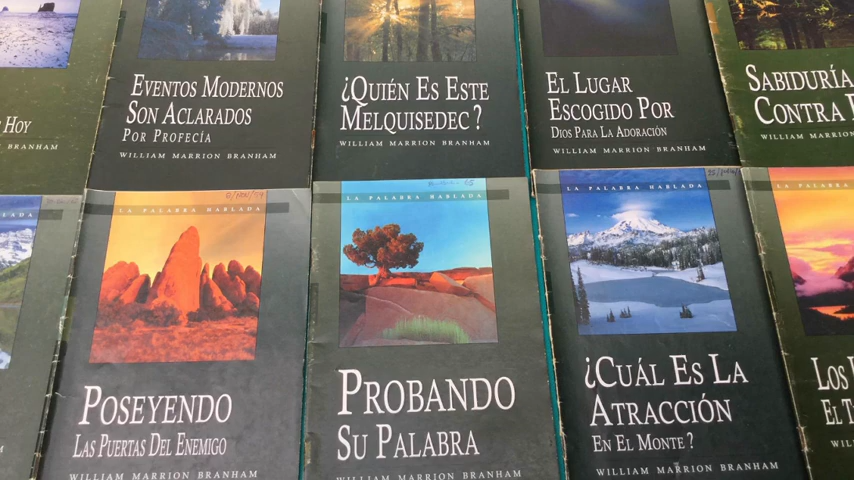 HOY
EVENTOS MODERNOS
SON ACLARADOS
POR PROFECÍA
WILLIAM MARRION BRANHAM
¿QUIÉN ES ESTE
MELQUISEDEC?
WILLIAM MARRION BRANHAM
EL LUGAR
ESCOGIDO POR
DIOS PARA LA ADORACIÓN
WILLIAM MARRION BRANHAM
SABIDURÍA
CONTRA
WILLIAM MARRION
LA PALABRA HABLADA
POSEYENDO
LAS PUERTAS DEL ENEMIGO
WILLIAM MARRION BRANHAM
LA PALABRA HABLADA
PROBANDO
SU PALABRA
WILLIAM MARRION BRANHAM
LA PALABRA HABLADA
¿CUÁL ES LA
ATRACCIÓN
EN EL MONTE?
WILLIAM MARRION BRANHAM
LA PALABRA
LOS
EL